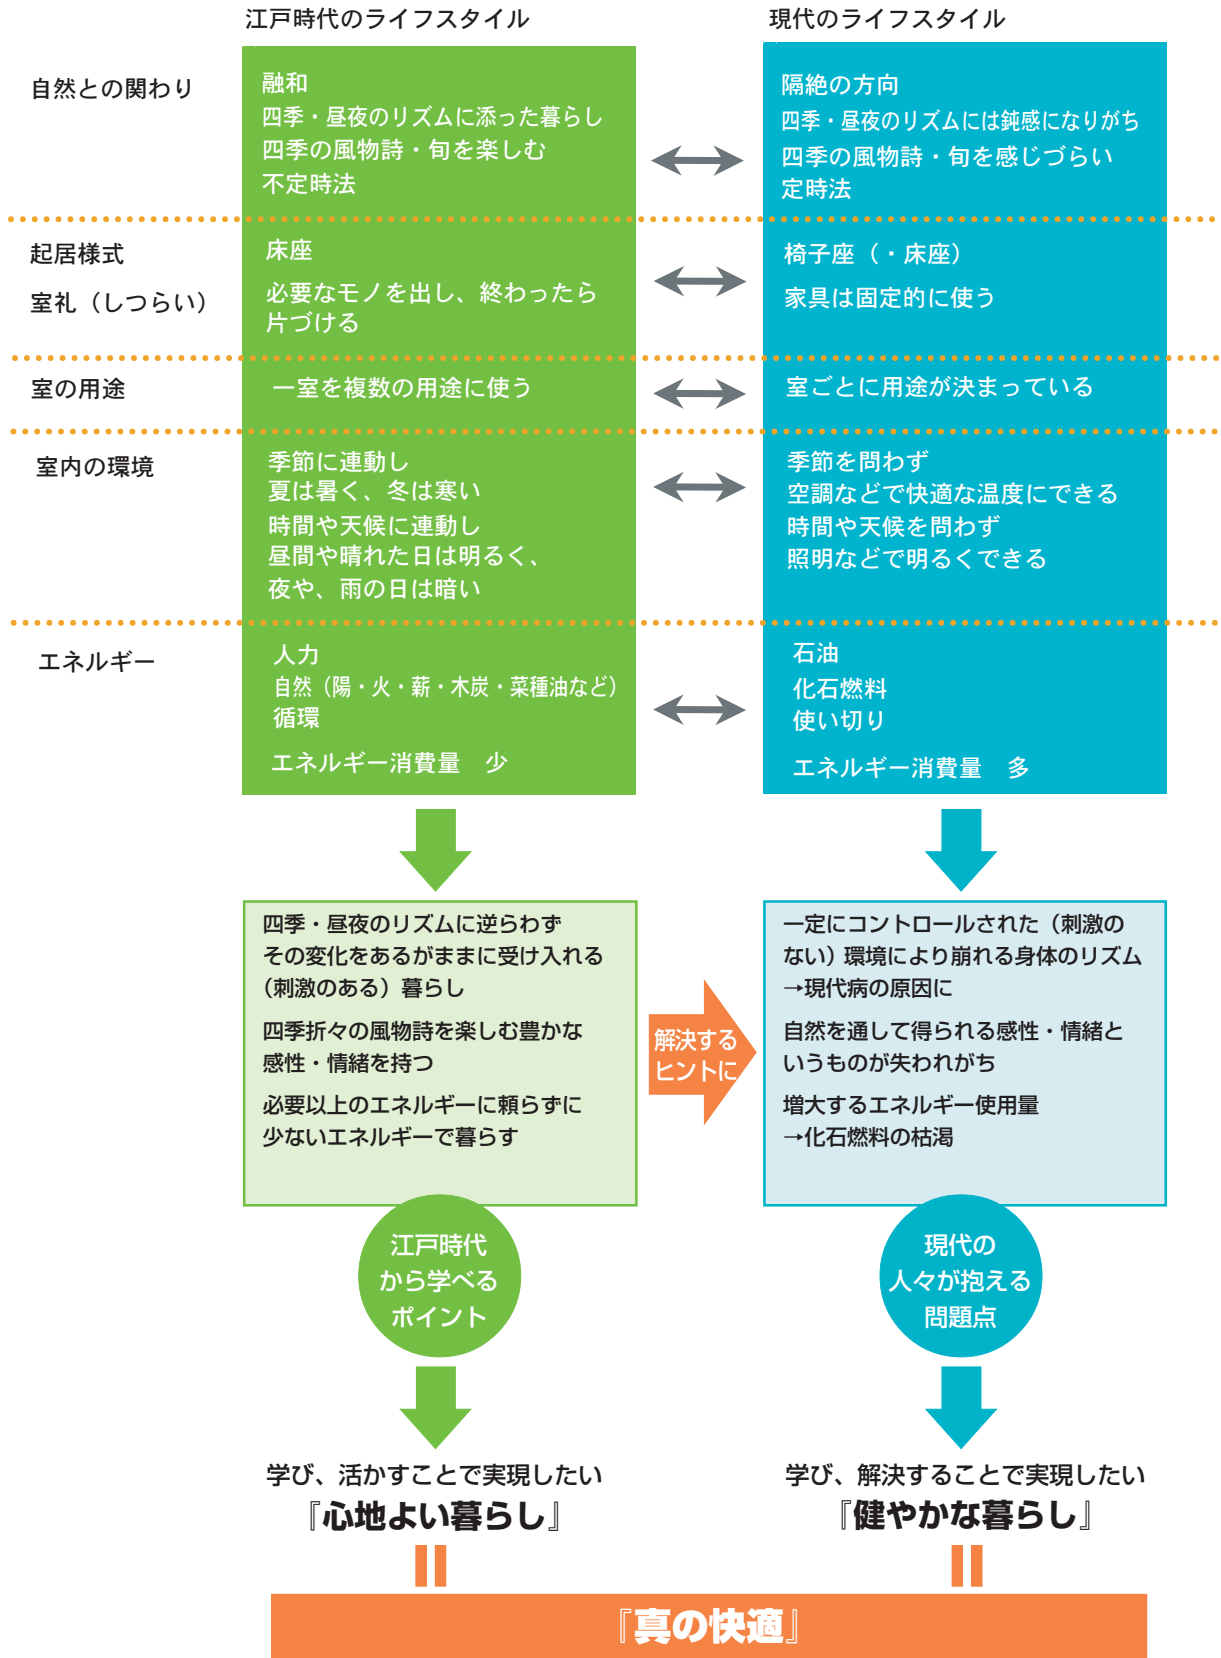 江戸時代のライフスタイル
現代のライフスタイル
自然との関わり
融和
四季・昼夜のリズムに添った暮らし
四季の風物詩・旬を楽しむ
不定時法
隔絶の方向
四季・昼夜のリズムには鈍感になりがち
四季の風物詩・旬を感じづらい
定時法
起居様式
室礼（しつらい）
床座
必要なモノを出し、終わったら
片づける
椅子座（・床座）
家具は固定的に使う
室の用途
一室を複数の用途に使う
室ごとに用途が決まっている
室内の環境
季節に連動し
夏は暑く、冬は寒い
時間や天候に連動し
昼間や晴れた日は明るく、
夜や、雨の日は暗い
季節を問わず
空調などで快適な温度にできる
時間や天候を問わず
照明などで明るくできる
エネルギー
人力
自然（陽・火・薪・木炭・菜種油など）
循環
エネルギー消費量　少
石油
化石燃料
使い切り
エネルギー消費量　多
四季・昼夜のリズムに逆らわず
その変化をあるがままに受け入れる
（刺激のある）暮らし
四季折々の風物詩を楽しむ豊かな
感性・情緒を持つ
必要以上のエネルギーに頼らずに
少ないエネルギーで暮らす
解決する
ヒントに
一定にコントロールされた（刺激の
ない）環境により崩れる身体のリズム
→現代病の原因に
自然を通して得られる感性・情緒と
いうものが失われがち
増大するエネルギー使用量
→化石燃料の枯渇
江戸時代
から学べる
ポイント
現代の
人々が抱える
問題点
学び、活かすことで実現したい
『心地よい暮らし』
学び、解決することで実現したい
『健やかな暮らし』
『真の快適』